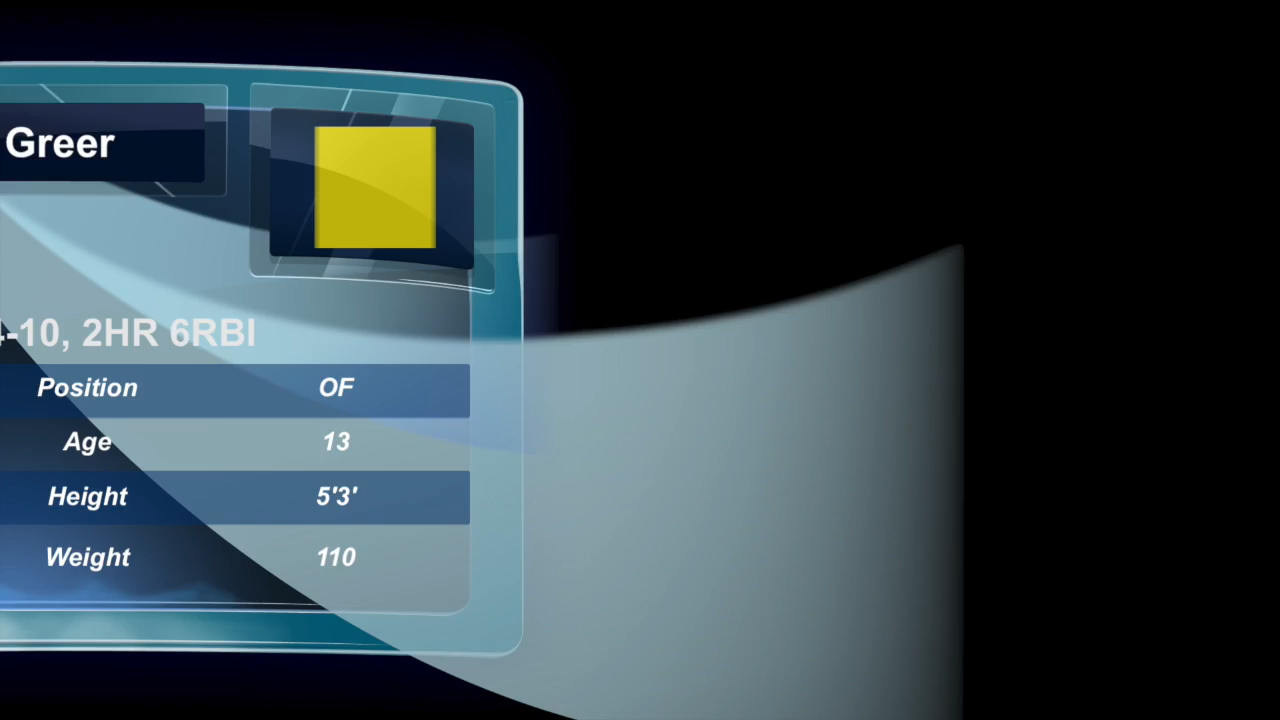 Greer
-10, 2HR 6RBI
Position OF
Age 13
Height 5'3'
Weight 110